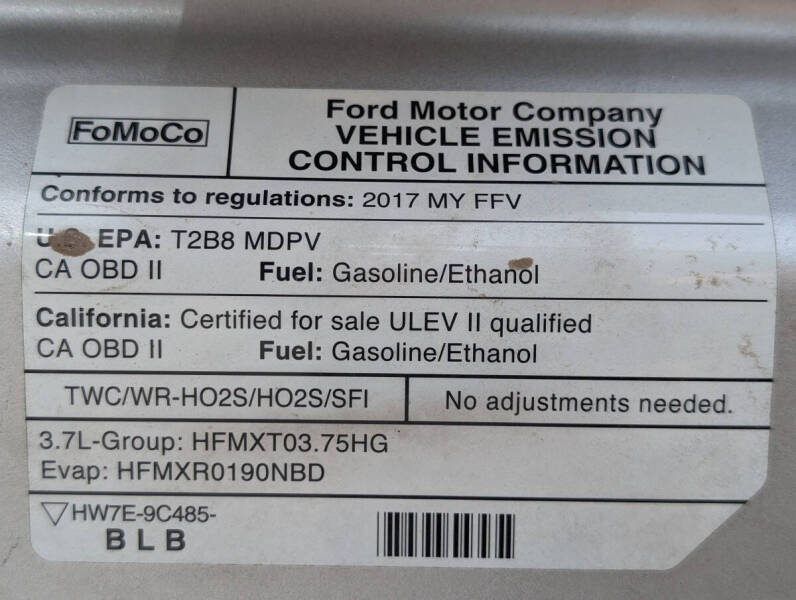 FoMoCo
Ford Motor Company
VEHICLE EMISSION
CONTROL INFORMATION
Conforms to regulations: 2017 MY FFV
U.S. EPA: T2B8 MDPV
CA OBD II Fuel: Gasoline/Ethanol
California: Certified for sale ULEV II qualified
CA OBD II Fuel: Gasoline/Ethanol
TWC/WR-HO2S/HO2S/SFI
No adjustments needed.
3.7L-Group: HFMXT03.75HG
Evap: HFMXR0190NBD
HW7E-9C485-
B L B